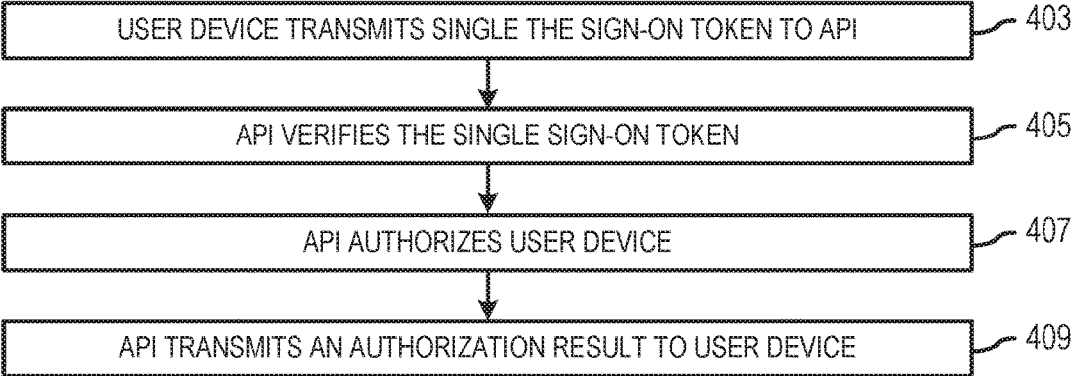 USER DEVICE TRANSMITS SINGLE THE SIGN-ON TOKEN TO API
403
API VERIFIES THE SINGLE SIGN-ON TOKEN
405
API AUTHORIZES USER DEVICE
407
API TRANSMITS AN AUTHORIZATION RESULT TO USER DEVICE
409